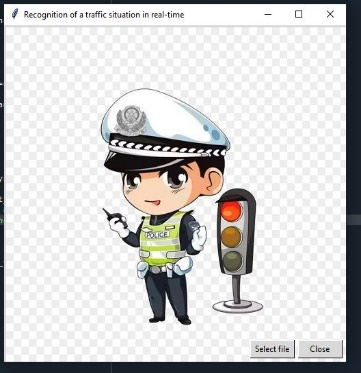 Recognition of a traffic situation in real-time
POLICE
Select file
Close